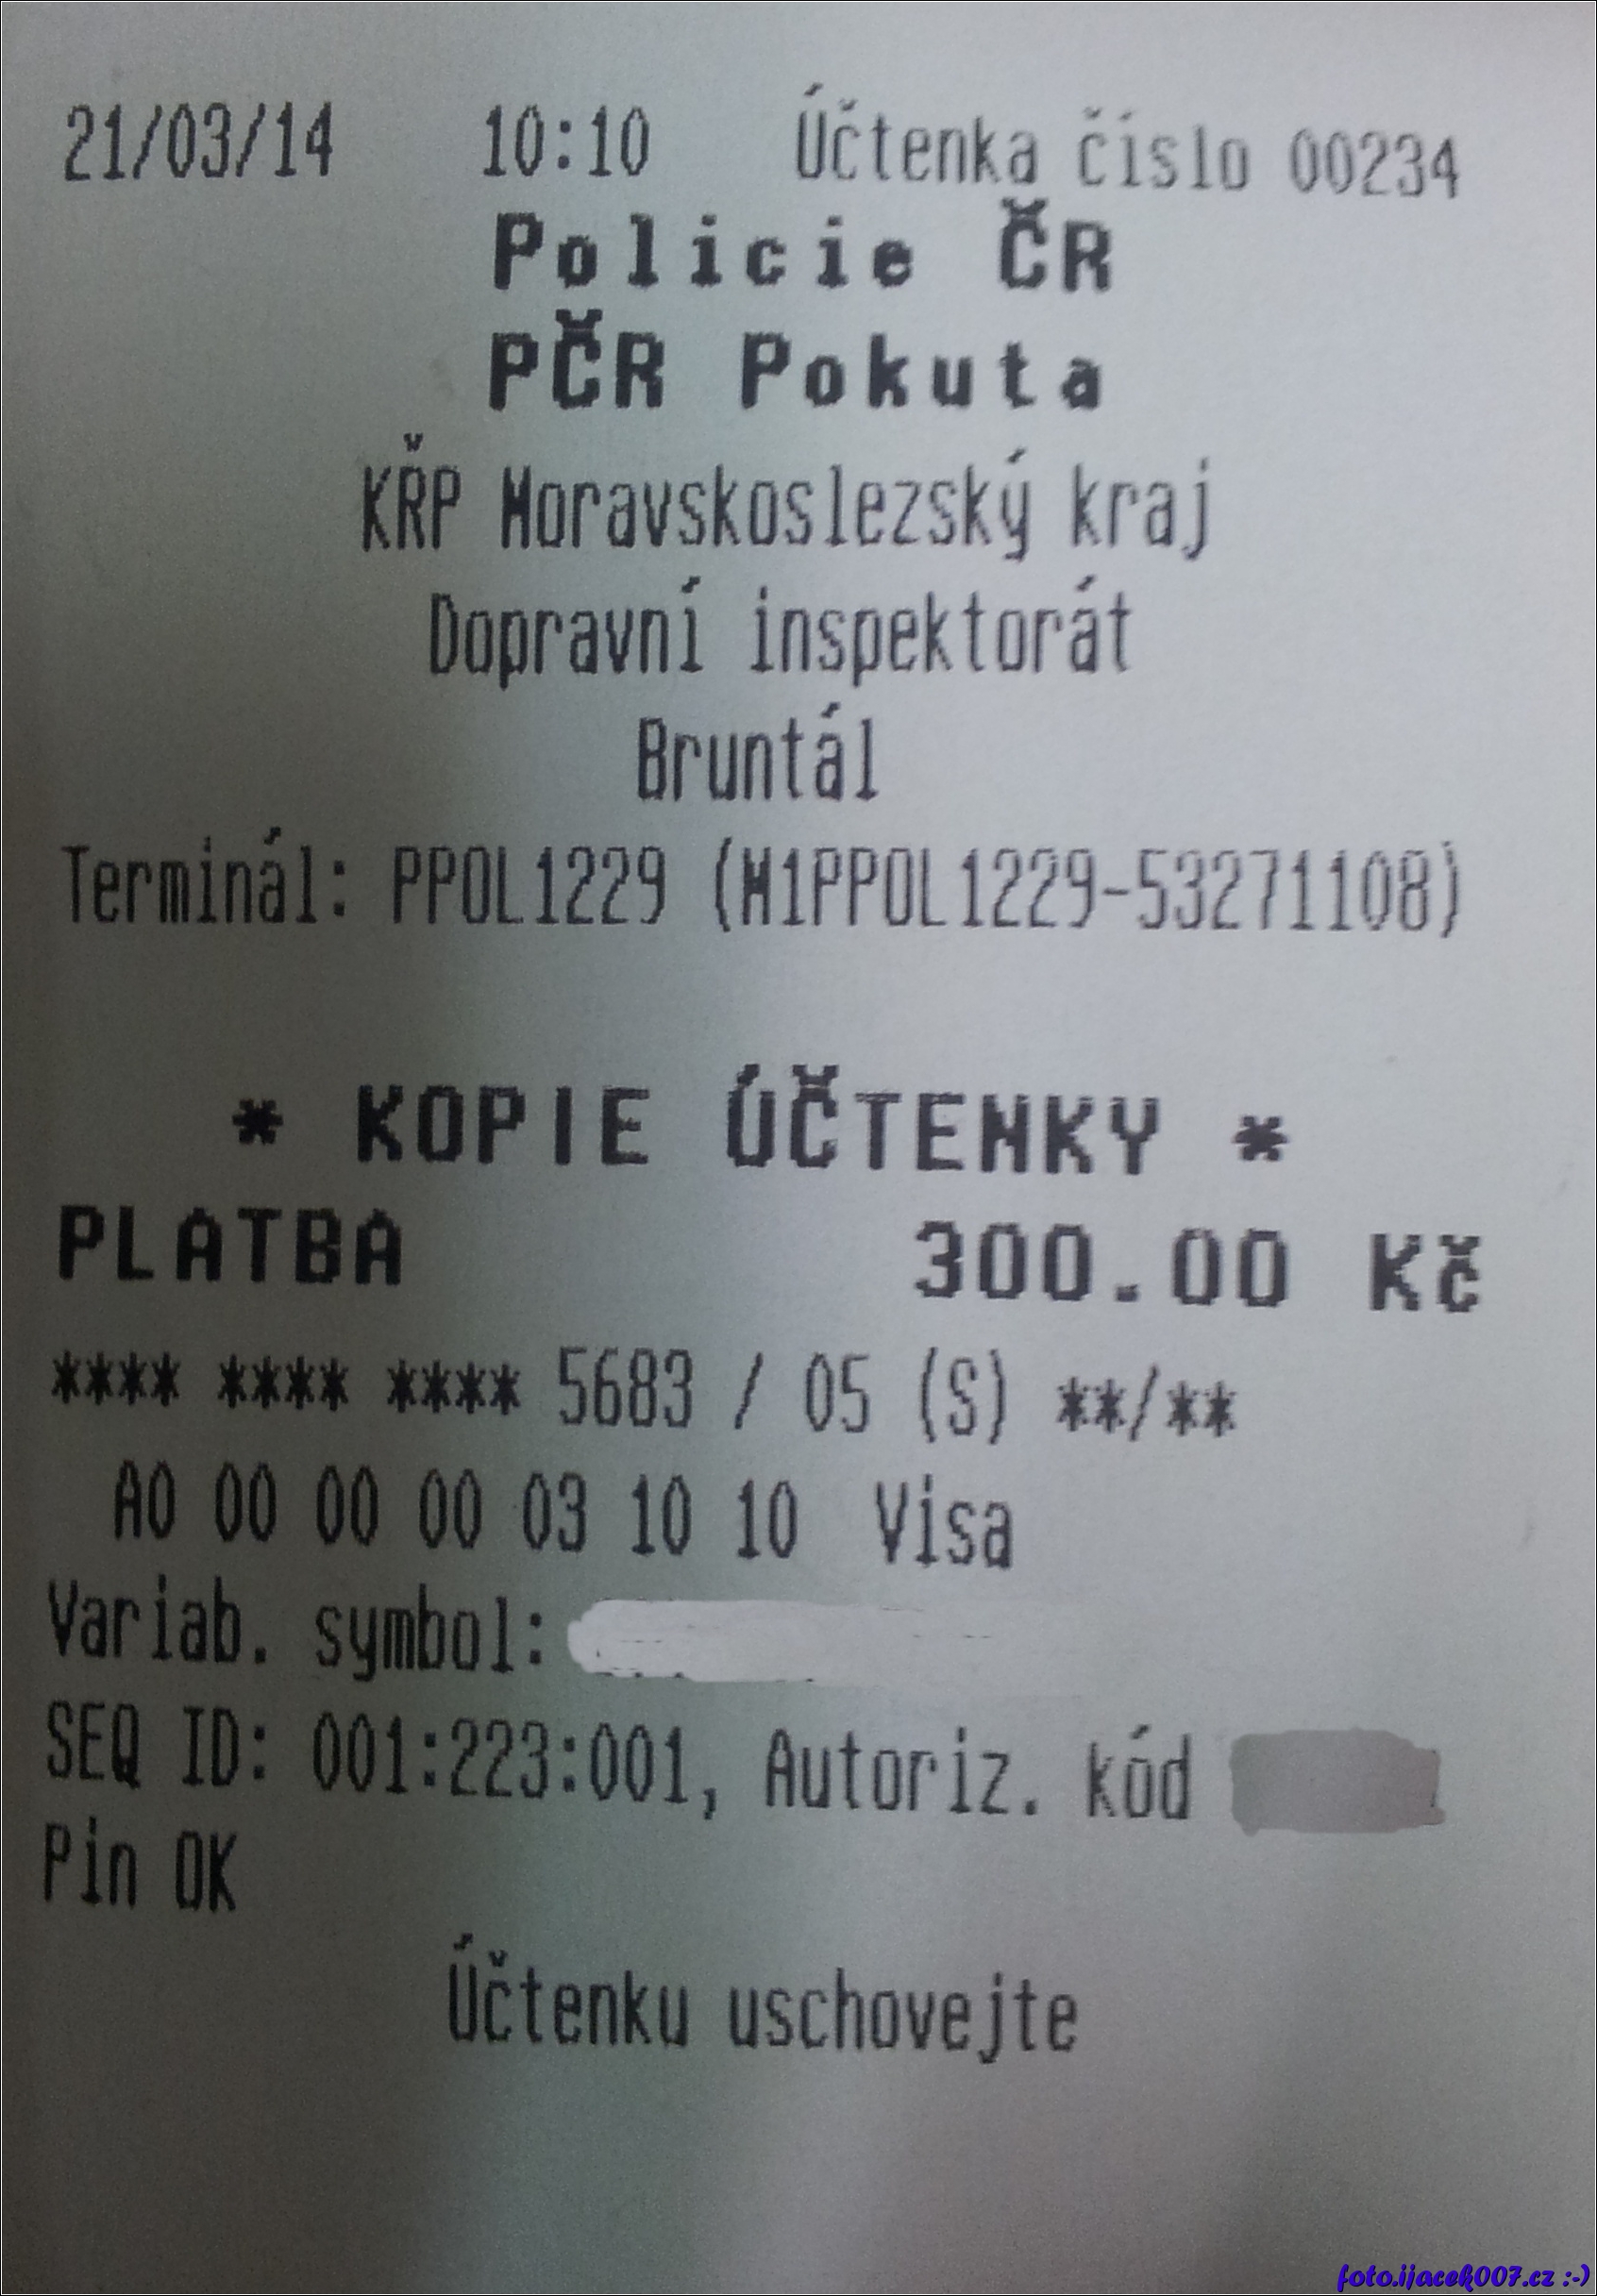 21/03/14 10:10 Účtenka číslo 00234
Policie ČR
PČR Pokuta
KŘP Moravskoslezský kraj
Dopravní inspektorát
Bruntál
Terminál: PPOL1229 (M1PPOL1229-53271108)
* KOPIE ÚČTENKY *
PLATBA 300.00 Kč
**** **** **** 5683 / 05 (S) **/**
A0 00 00 00 03 10 10 Visa
Variab. symbol:
SEQ ID: 001:223:001, Autoriz. kód
Pin OK
Účtenku uschovejte
foto.ijacek007.cz :-)